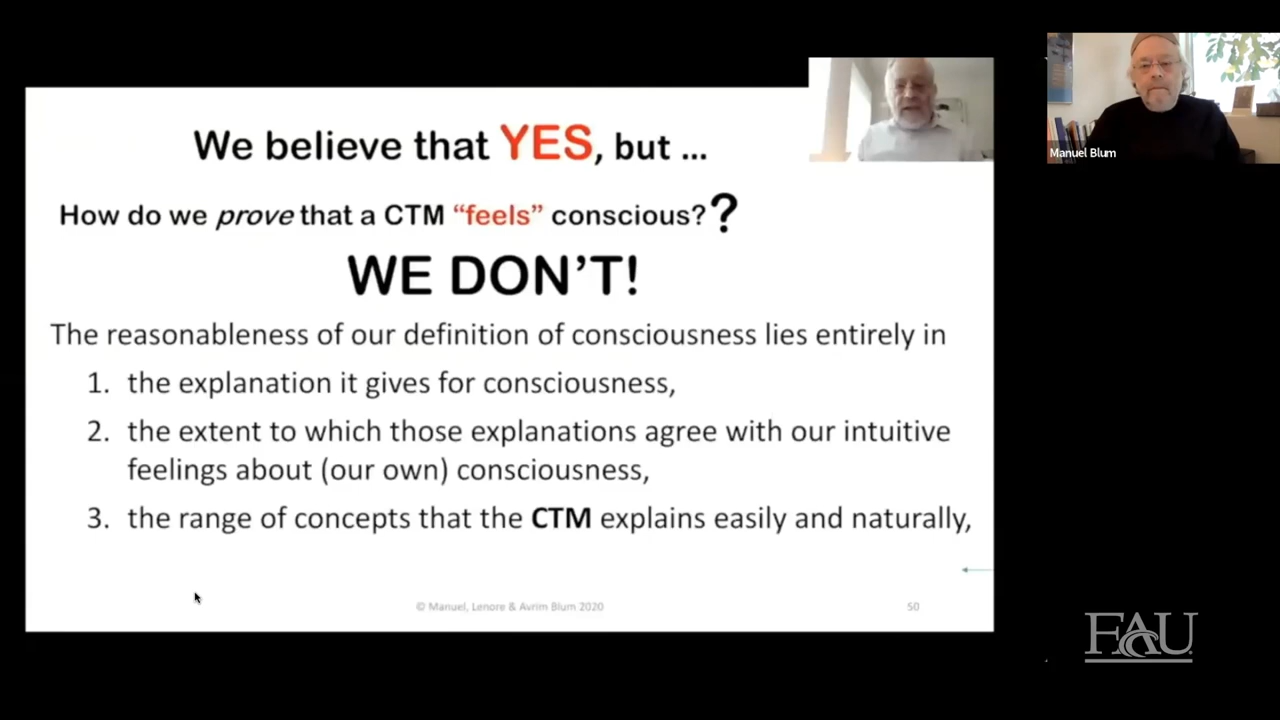 We believe that YES, but ...
How do we prove that a CTM “feels” conscious??
WE DON’T!
The reasonableness of our definition of consciousness lies entirely in
1. the explanation it gives for consciousness,
2. the extent to which those explanations agree with our intuitive
feelings about (our own) consciousness,
3. the range of concepts that the CTM explains easily and naturally,
© Manuel, Lenore & Avrim Blum 2020
50
Manuel Blum
FAU